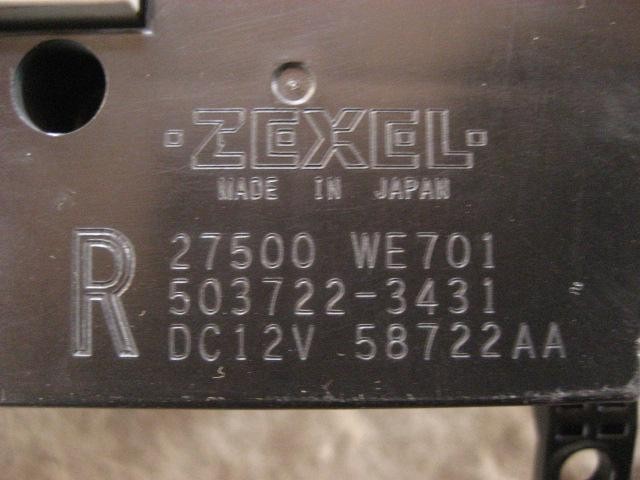 ZEXEL
MADE IN JAPAN
R
27500 WE701
503722-3431
DC12V 58722AA